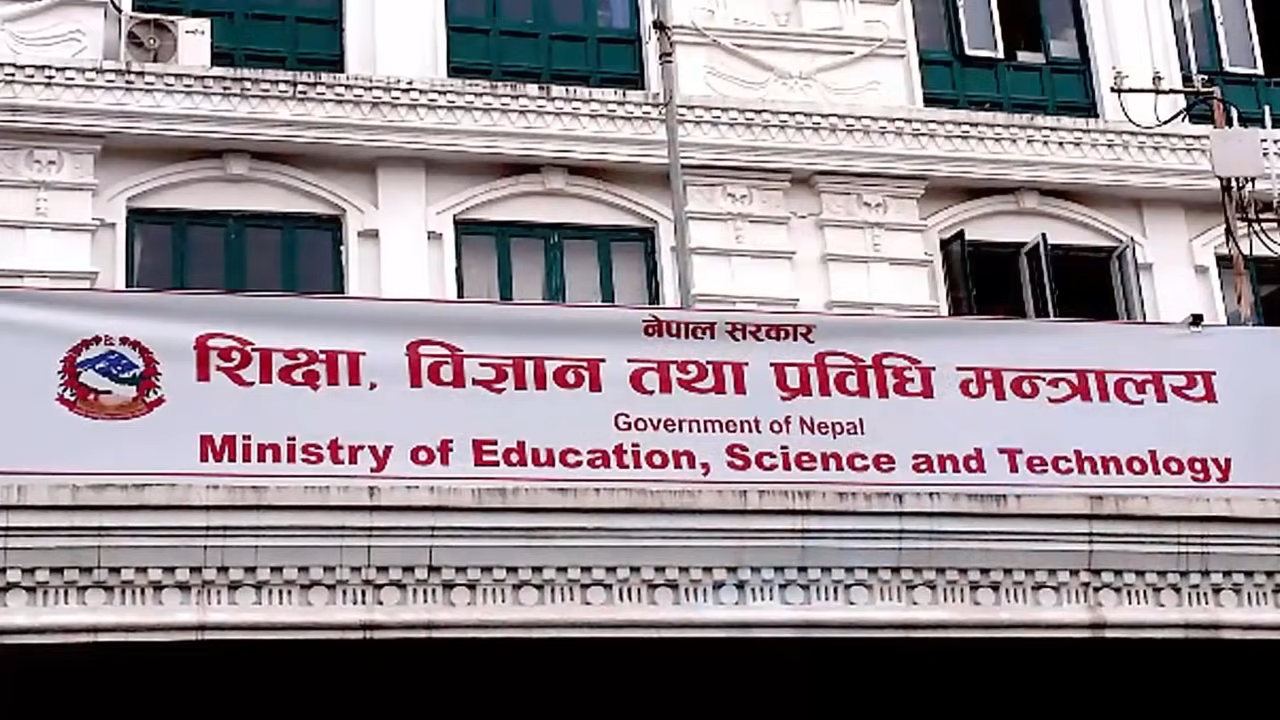 नेपाल सरकार
शिक्षा, विज्ञान तथा प्रविधि मन्त्रालय
Government of Nepal
Ministry of Education, Science and Technology